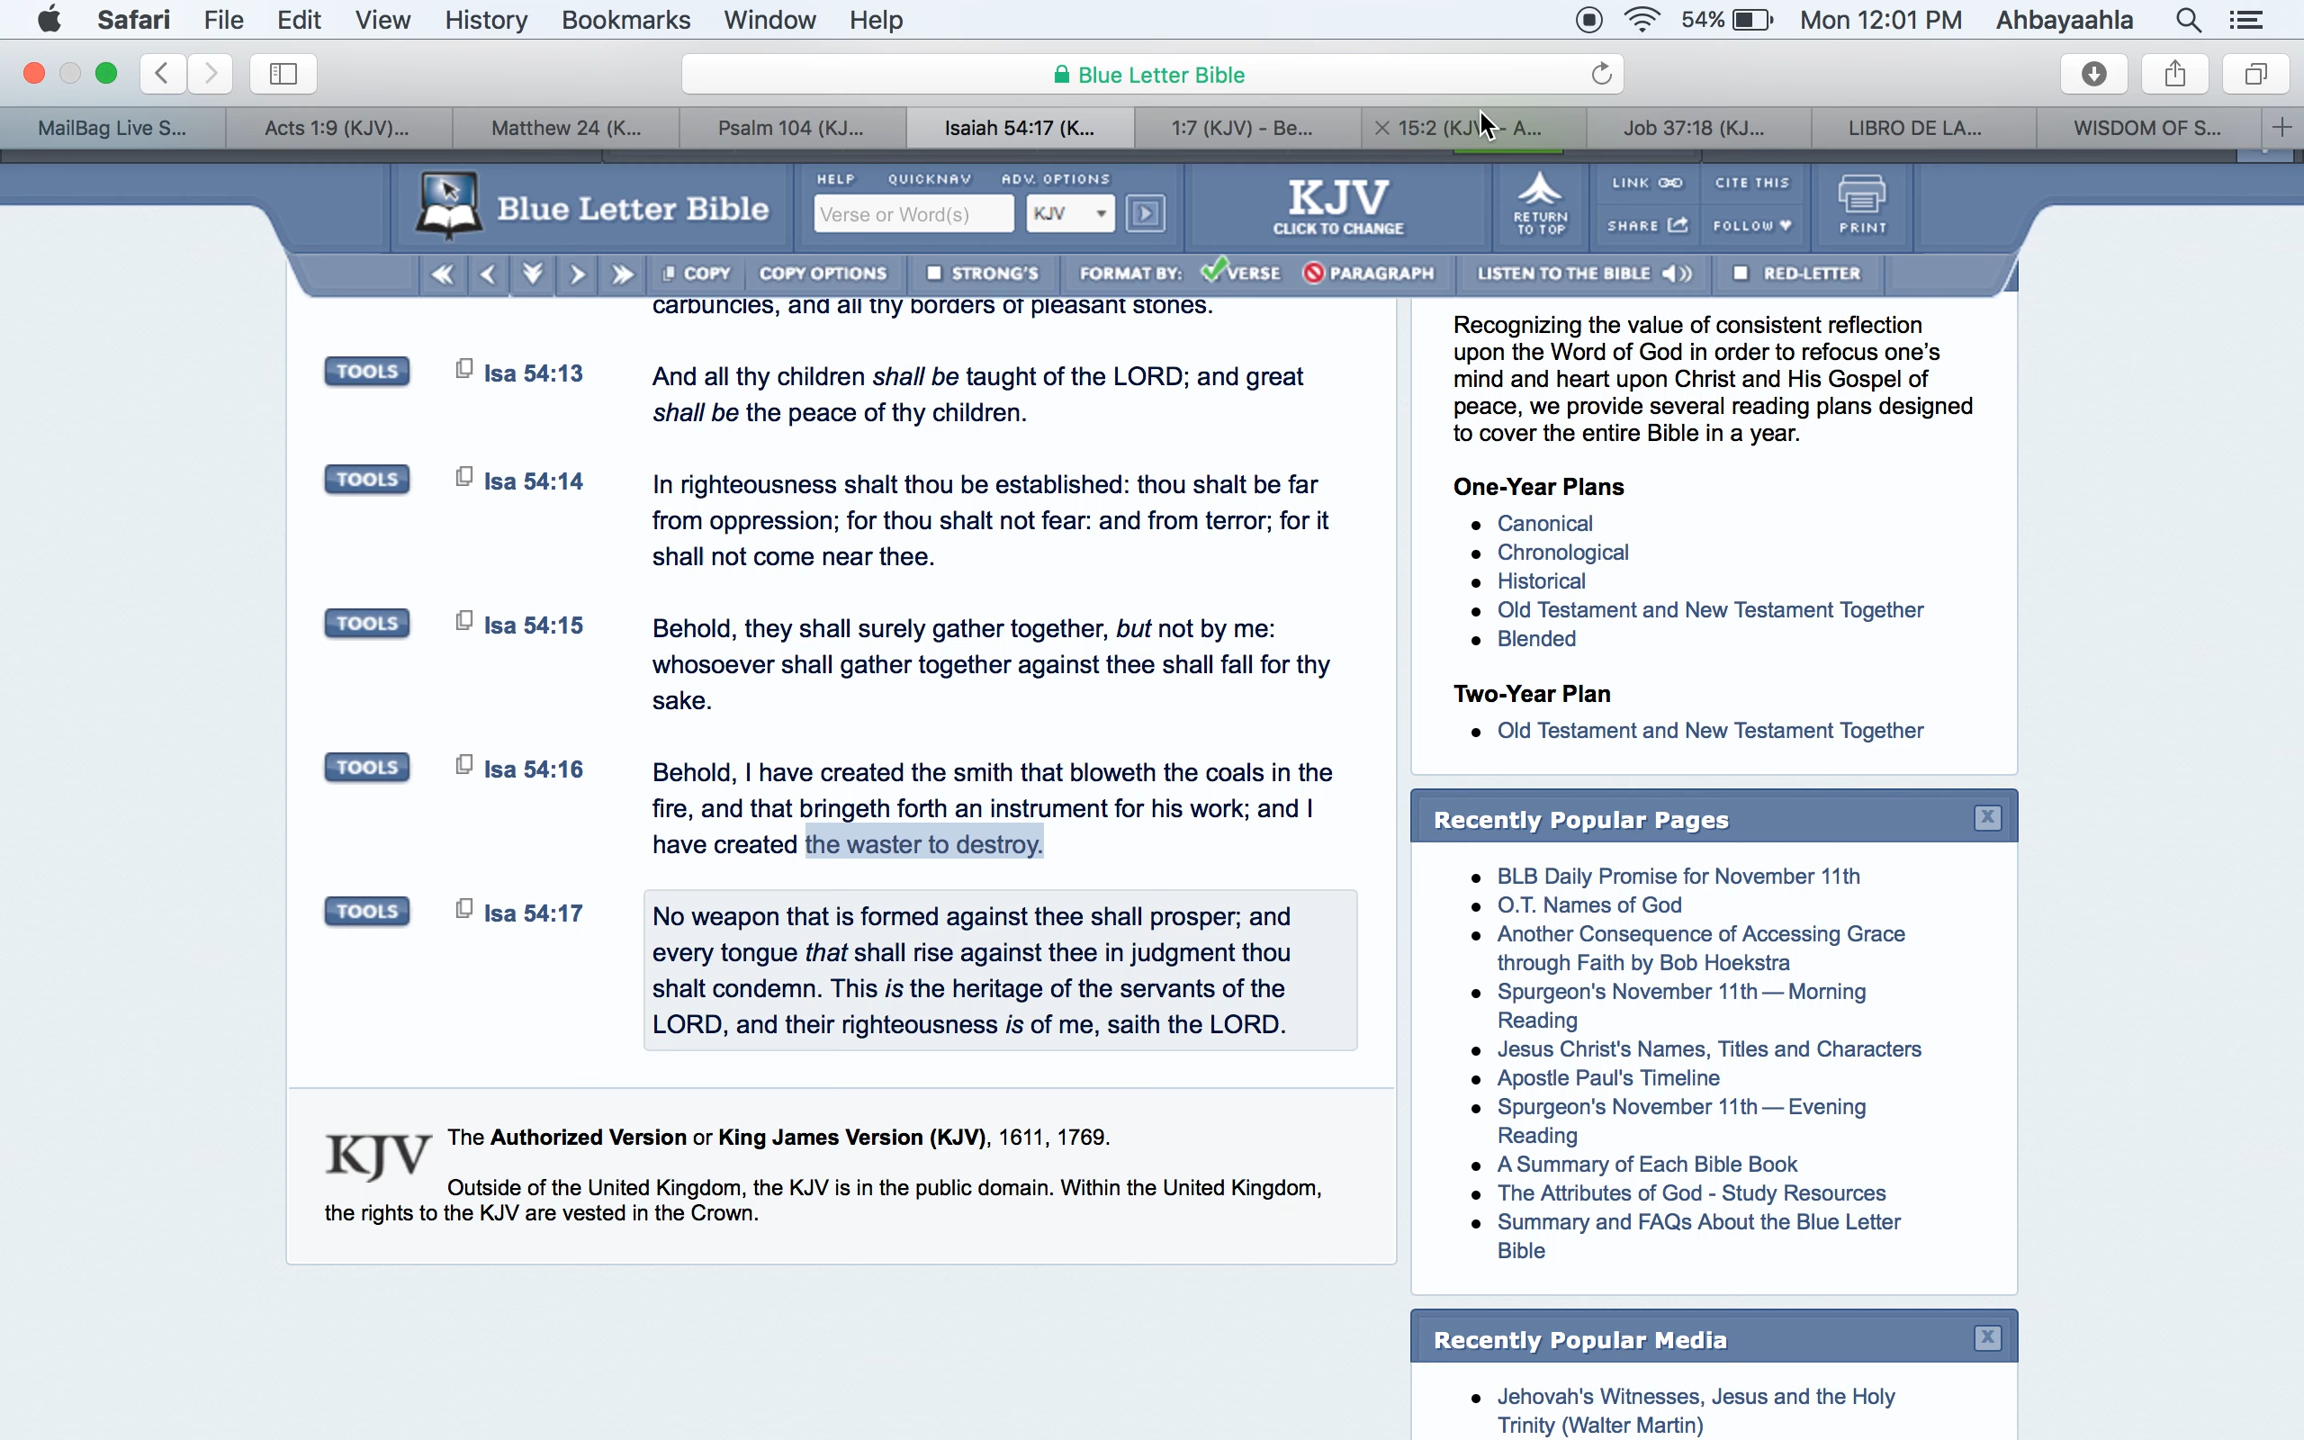 Safari File Edit View History Bookmarks Window Help 54% Mon 12:01 PM Ahbayaahla
Blue Letter Bible
MailBag Live S... Acts 1:9 (KJV)... Matthew 24 (K... Psalm 104 (KJ... Isaiah 54:17 (K... 1:7 (KJV) - Be... 15:2 (KJV) - A... Job 37:18 (KJ... LIBRO DE LA... WISDOM OF S...
Blue Letter Bible
HELP QUICKNAV ADV. OPTIONS
Verse or Word(s) KJV
KJV
CLICK TO CHANGE
RETURN
TO TOP
LINK CITE THIS
SHARE FOLLOW
PRINT
COPY COPY OPTIONS STRONG'S FORMAT BY: VERSE PARAGRAPH LISTEN TO THE BIBLE RED-LETTER
carbuncles, and all thy borders of pleasant stones.
TOOLS Isa 54:13 And all thy children shall be taught of the LORD; and great
shall be the peace of thy children.
TOOLS Isa 54:14 In righteousness shalt thou be established: thou shalt be far
from oppression; for thou shalt not fear: and from terror; for it
shall not come near thee.
TOOLS Isa 54:15 Behold, they shall surely gather together, but not by me:
whosoever shall gather together against thee shall fall for thy
sake.
TOOLS Isa 54:16 Behold, I have created the smith that bloweth the coals in the
fire, and that bringeth forth an instrument for his work; and I
have created the waster to destroy.
TOOLS Isa 54:17 No weapon that is formed against thee shall prosper; and
every tongue that shall rise against thee in judgment thou
shalt condemn. This is the heritage of the servants of the
LORD, and their righteousness is of me, saith the LORD.
KJV The Authorized Version or King James Version (KJV), 1611, 1769.
Outside of the United Kingdom, the KJV is in the public domain. Within the United Kingdom,
the rights to the KJV are vested in the Crown.
Recognizing the value of consistent reflection
upon the Word of God in order to refocus one's
mind and heart upon Christ and His Gospel of
peace, we provide several reading plans designed
to cover the entire Bible in a year.
One-Year Plans
Canonical
Chronological
Historical
Old Testament and New Testament Together
Blended
Two-Year Plan
Old Testament and New Testament Together
Recently Popular Pages X
BLB Daily Promise for November 11th
O.T. Names of God
Another Consequence of Accessing Grace
through Faith by Bob Hoekstra
Spurgeon's November 11th — Morning
Reading
Jesus Christ's Names, Titles and Characters
Apostle Paul's Timeline
Spurgeon's November 11th — Evening
Reading
A Summary of Each Bible Book
The Attributes of God - Study Resources
Summary and FAQs About the Blue Letter
Bible
Recently Popular Media X
Jehovah's Witnesses, Jesus and the Holy
Trinity (Walter Martin)